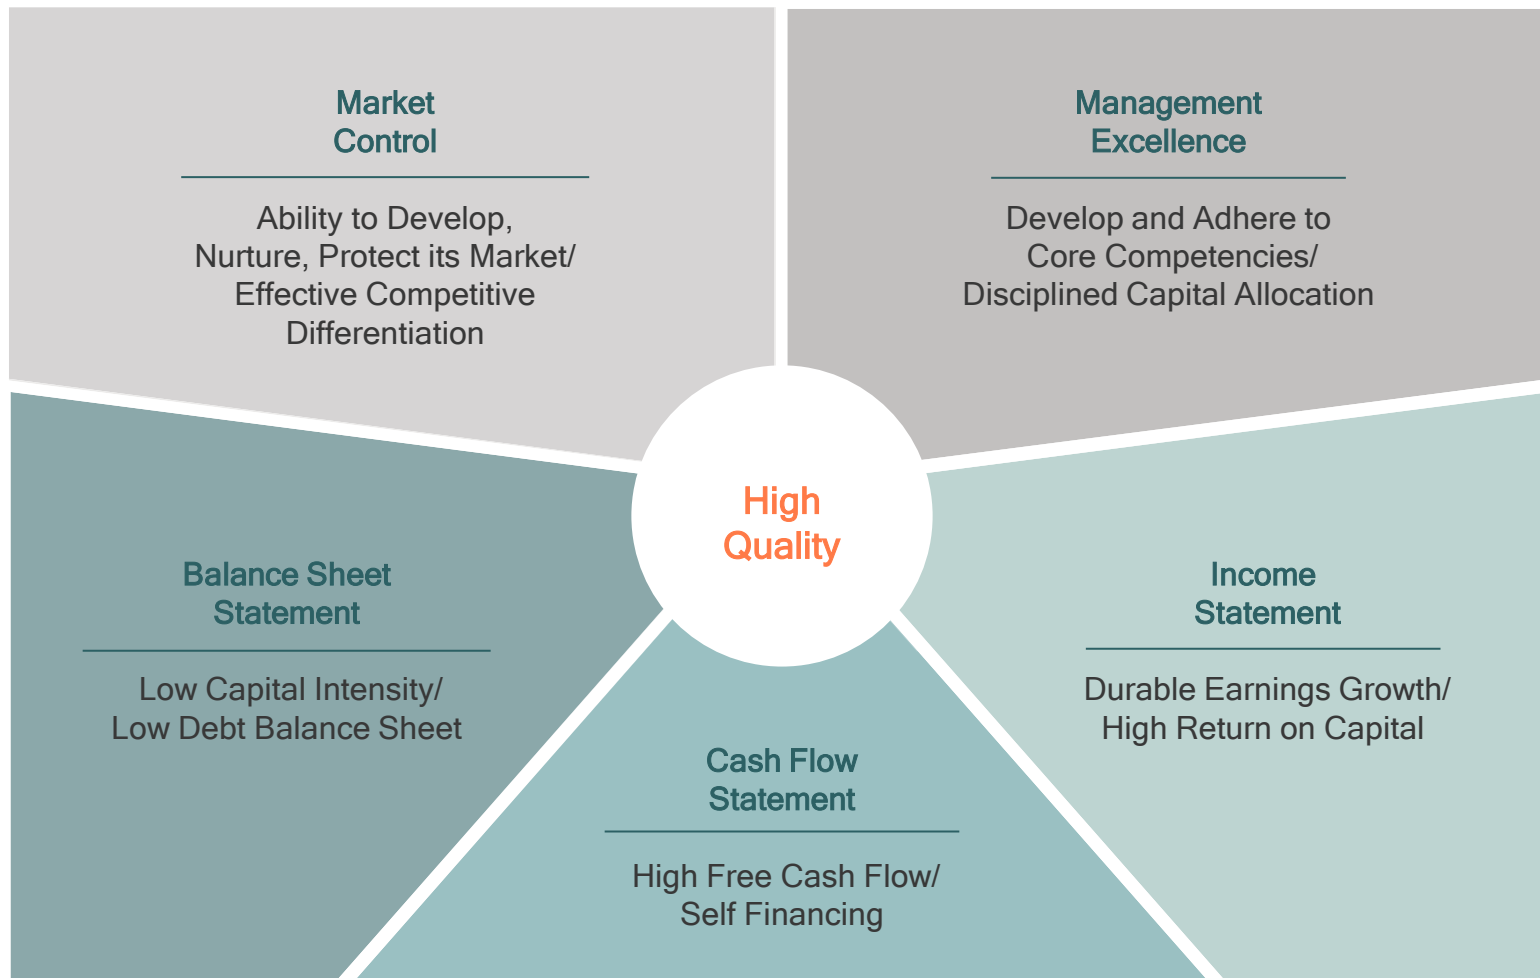 Market
Control
Ability to Develop,
Nurture, Protect its Market/
Effective Competitive
Differentiation
Management
Excellence
Develop and Adhere to
Core Competencies/
Disciplined Capital Allocation
High
Quality
Balance Sheet
Statement
Low Capital Intensity/
Low Debt Balance Sheet
Cash Flow
Statement
High Free Cash Flow/
Self Financing
Income
Statement
Durable Earnings Growth/
High Return on Capital